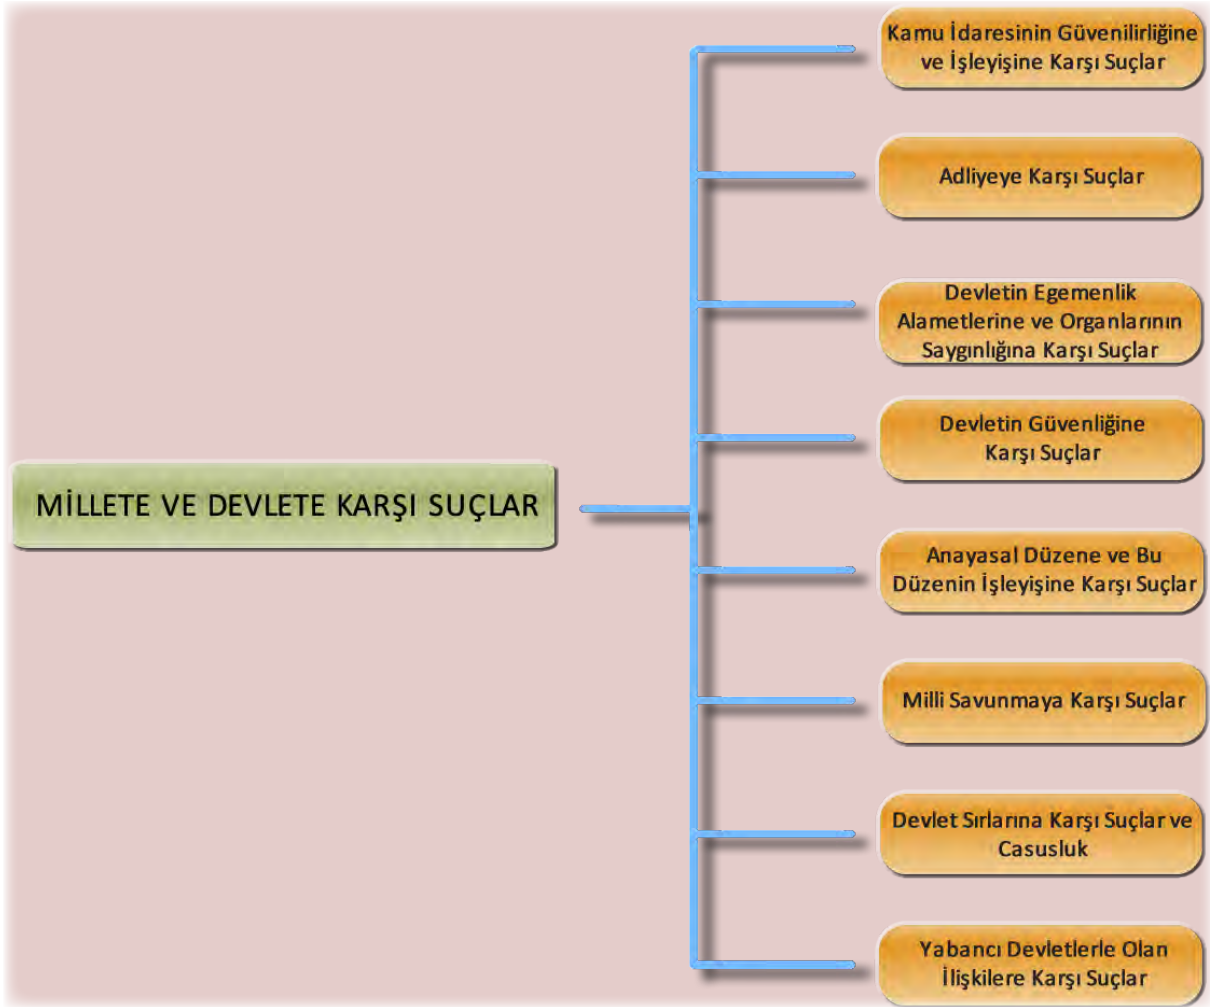 MİLLETE VE DEVLETE KARŞI SUÇLAR
Kamu İdaresinin Güvenilirliğine
ve İşleyişine Karşı Suçlar
Adliyeye Karşı Suçlar
Devletin Egemenlik
Alametlerine ve Organlarının
Saygınlığına Karşı Suçlar
Devletin Güvenliğine
Karşı Suçlar
Anayasal Düzene ve Bu
Düzenin İşleyişine Karşı Suçlar
Milli Savunmaya Karşı Suçlar
Devlet Sırlarına Karşı Suçlar ve
Casusluk
Yabancı Devletlerle Olan
İlişkilere Karşı Suçlar